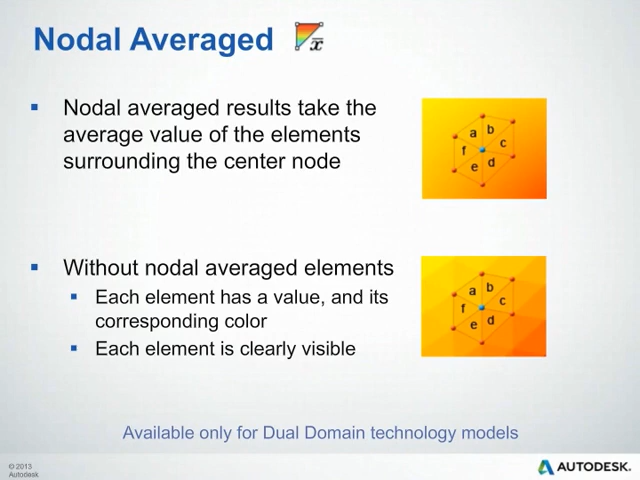 Nodal Averaged
x̅
▪ Nodal averaged results take the
average value of the elements
surrounding the center node
a b
f c
e d
▪ Without nodal averaged elements
▪ Each element has a value, and its
corresponding color
▪ Each element is clearly visible
a b
f c
e d
Available only for Dual Domain technology models
© 2013
Autodesk
AUTODESK.